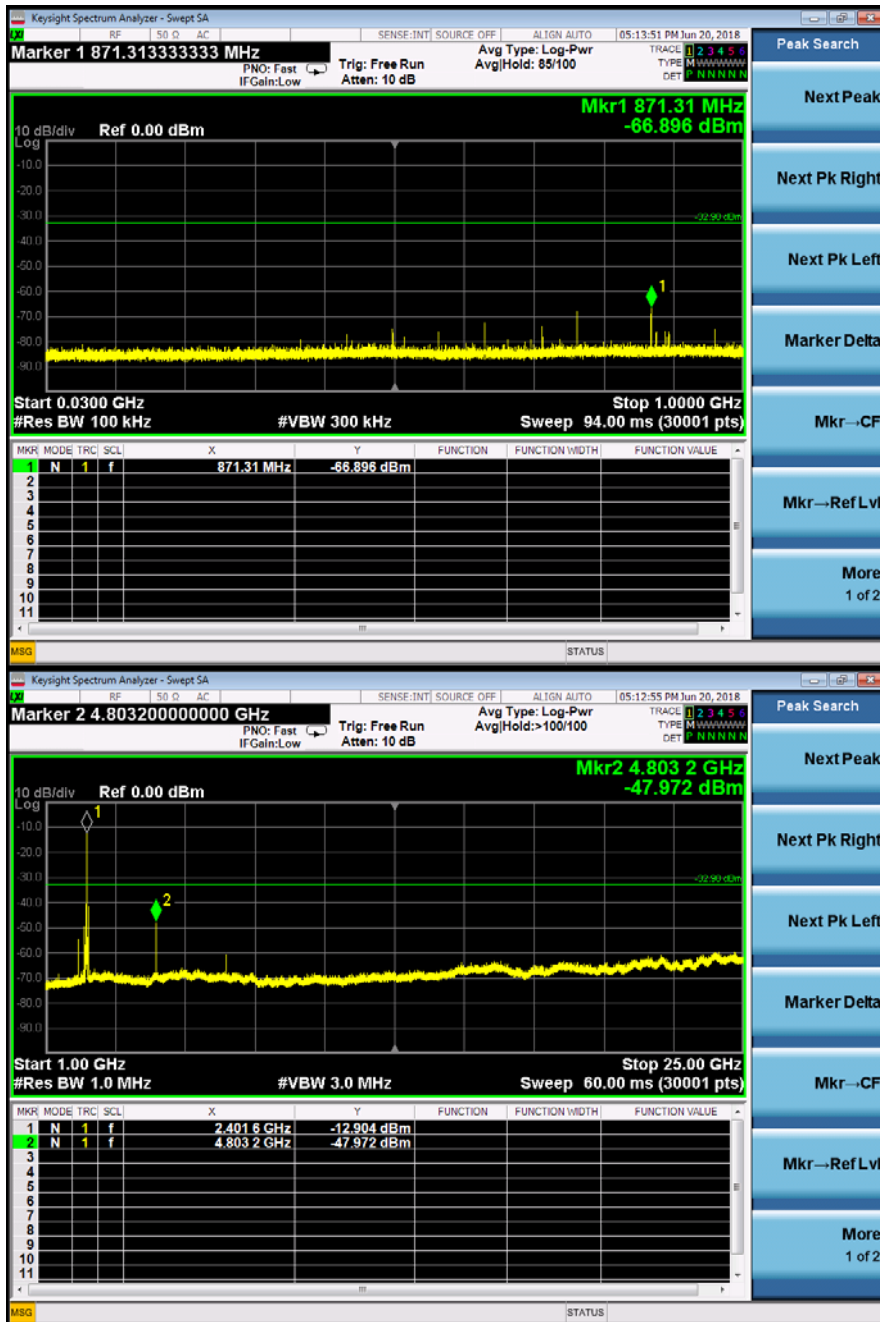 Keysight Spectrum Analyzer - Swept SA
LXI RF 50 Ω AC SENSE:INT SOURCE OFF ALIGN AUTO 05:13:51 PM Jun 20, 2018
Marker 1 871.313333333 MHz
PNO: Fast
IFGain:Low
Trig: Free Run
Atten: 10 dB
Avg Type: Log-Pwr
Avg|Hold: 85/100
TRACE 1 2 3 4 5 6
TYPE M WWWWW
DET P N N N N N
Peak Search
Mkr1 871.31 MHz
-66.896 dBm
10 dB/div Ref 0.00 dBm
Log
-10.0
-20.0
-30.0
-32.90 dBm
-40.0
-50.0
-60.0
1
-70.0
-80.0
-90.0
Start 0.0300 GHz Stop 1.0000 GHz
#Res BW 100 kHz #VBW 300 kHz Sweep 94.00 ms (30001 pts)
MKR MODE TRC SCL X Y FUNCTION FUNCTION WIDTH FUNCTION VALUE
1 N 1 f 871.31 MHz -66.896 dBm
2
3
4
5
6
7
8
9
10
11
MSG STATUS
Next Peak
Next Pk Right
Next Pk Left
Marker Delta
Mkr→CF
Mkr→Ref Lvl
More
1 of 2
Keysight Spectrum Analyzer - Swept SA
LXI RF 50 Ω AC SENSE:INT SOURCE OFF ALIGN AUTO 05:12:55 PM Jun 20, 2018
Marker 2 4.803200000000 GHz
PNO: Fast
IFGain:Low
Trig: Free Run
Atten: 10 dB
Avg Type: Log-Pwr
Avg|Hold:>100/100
TRACE 1 2 3 4 5 6
TYPE M WWWWW
DET P N N N N N
Peak Search
Mkr2 4.803 2 GHz
-47.972 dBm
10 dB/div Ref 0.00 dBm
Log
1
-10.0
-20.0
-30.0
-32.90 dBm
-40.0
2
-50.0
-60.0
-70.0
-80.0
-90.0
Start 1.00 GHz Stop 25.00 GHz
#Res BW 1.0 MHz #VBW 3.0 MHz Sweep 60.00 ms (30001 pts)
MKR MODE TRC SCL X Y FUNCTION FUNCTION WIDTH FUNCTION VALUE
1 N 1 f 2.401 6 GHz -12.904 dBm
2 N 1 f 4.803 2 GHz -47.972 dBm
3
4
5
6
7
8
9
10
11
MSG STATUS
Next Peak
Next Pk Right
Next Pk Left
Marker Delta
Mkr→CF
Mkr→Ref Lvl
More
1 of 2